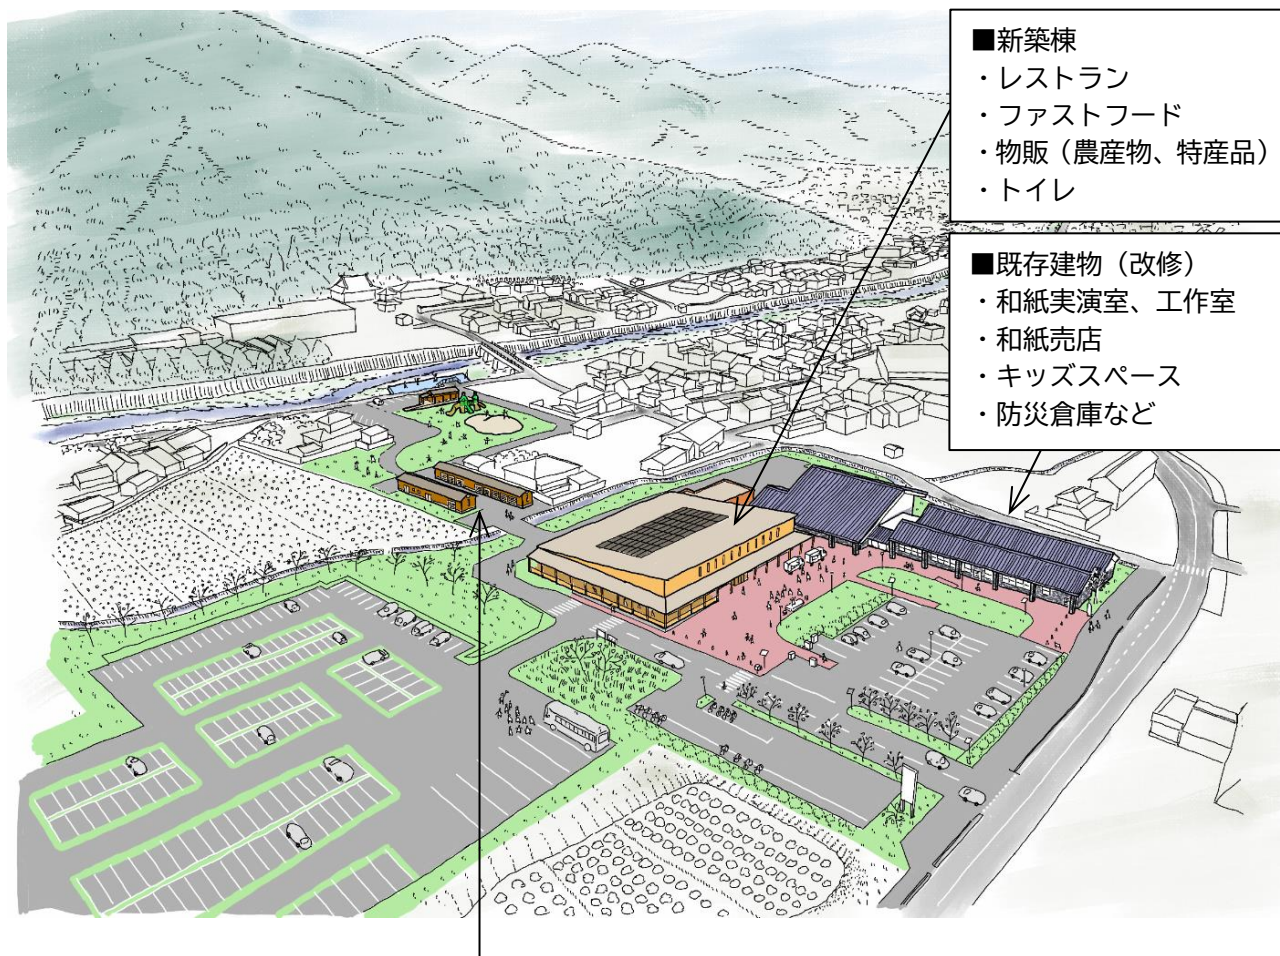 ■新築棟
・レストラン
・ファストフード
・物販（農産物、特産品）
・トイレ
■既存建物（改修）
・和紙実演室、工作室
・和紙売店
・キッズスペース
・防災倉庫など